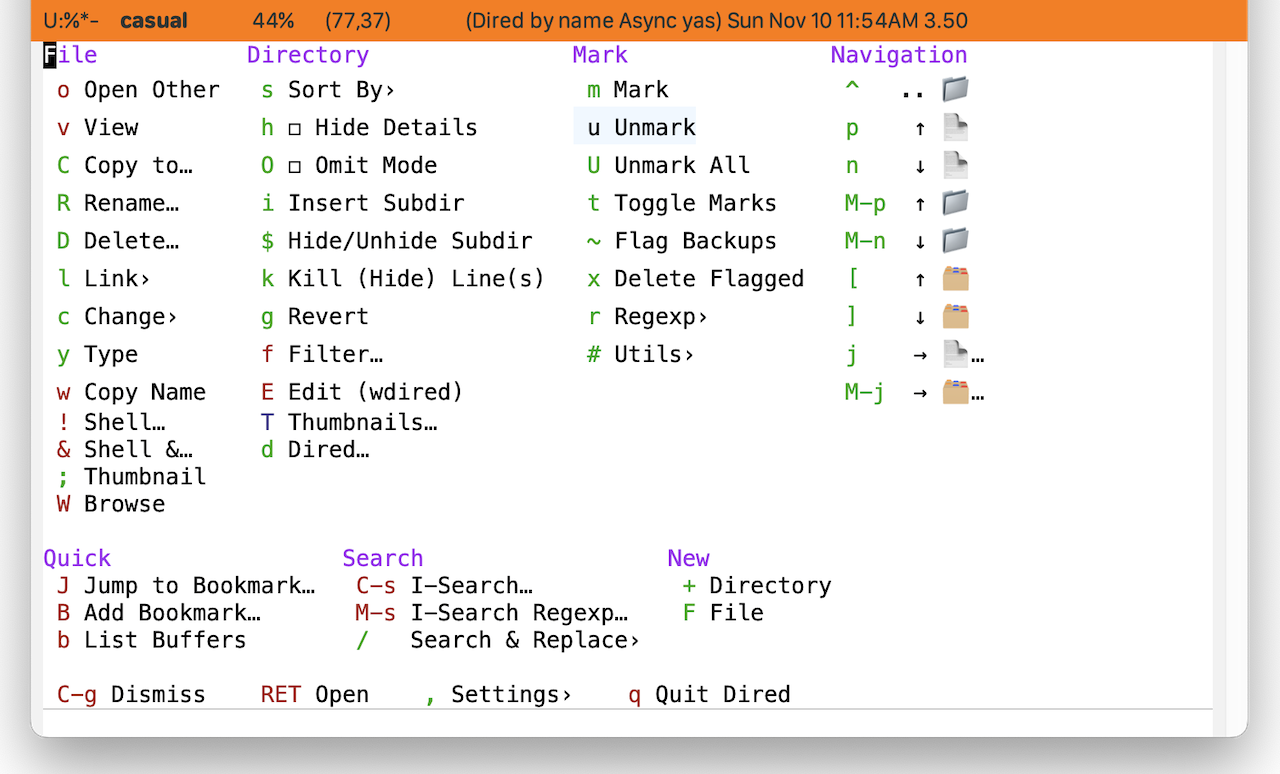 U:%*- casual 44% (77,37) (Dired by name Async yas) Sun Nov 10 11:54AM 3.50
File Directory Mark Navigation
o Open Other s Sort By› m Mark ^ ..
v View h □ Hide Details u Unmark p ↑
C Copy to… O □ Omit Mode U Unmark All n ↓
R Rename… i Insert Subdir t Toggle Marks M-p ↑
D Delete… $ Hide/Unhide Subdir ~ Flag Backups M-n ↓
l Link› k Kill (Hide) Line(s) x Delete Flagged [ ↑
c Change› g Revert r Regexp› ] ↓
y Type f Filter… # Utils› j → …
w Copy Name E Edit (wdired) M-j → …
! Shell… T Thumbnails…
& Shell &… d Dired…
; Thumbnail
W Browse
Quick Search New
J Jump to Bookmark… C-s I-Search… + Directory
B Add Bookmark… M-s I-Search Regexp… F File
b List Buffers / Search & Replace›
C-g Dismiss RET Open , Settings› q Quit Dired